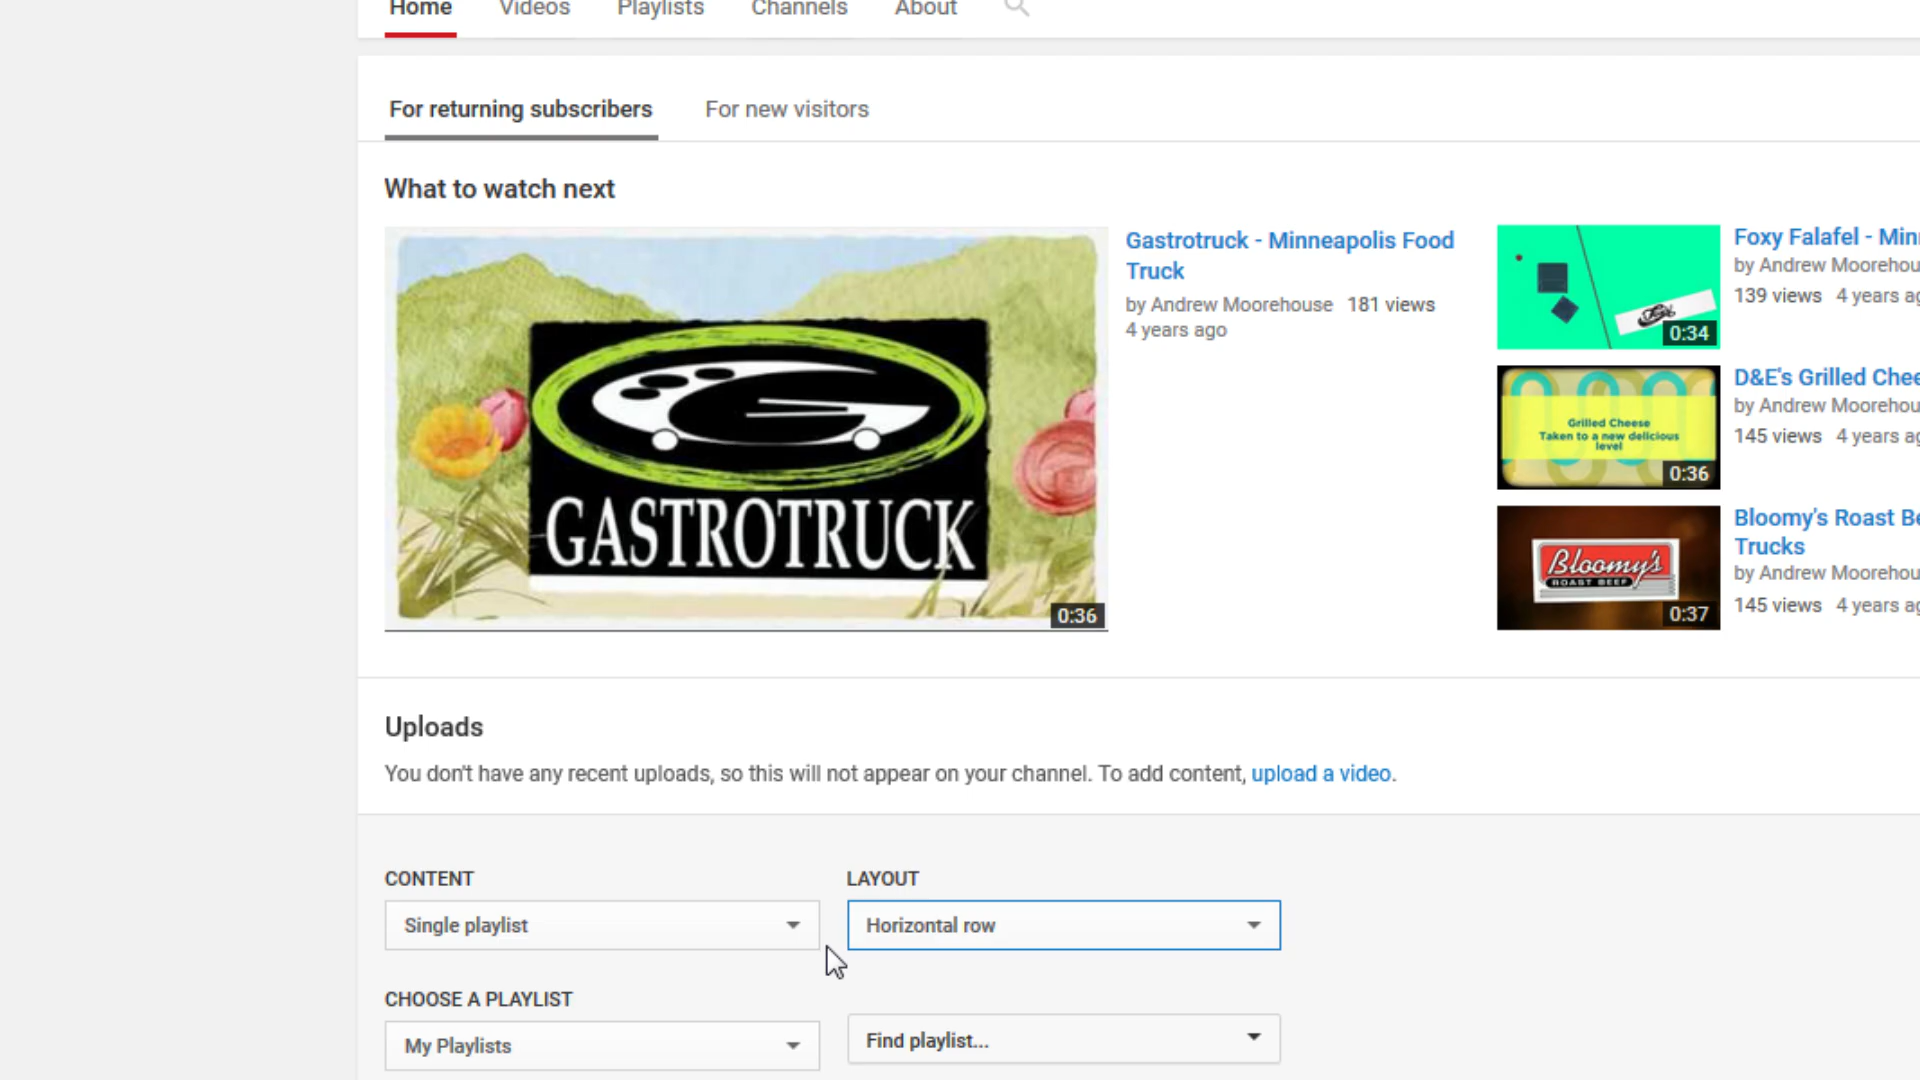 Home Videos Playlists Channels About
For returning subscribers For new visitors
What to watch next
GASTROTRUCK
0:36
Gastrotruck - Minneapolis Food
Truck
by Andrew Moorehouse 181 views
4 years ago
0:34
Foxy Falafel - Min
by Andrew Moorehou
139 views 4 years ag
Grilled Cheese
Taken to a new delicious
level
0:36
D&E's Grilled Chee
by Andrew Moorehou
145 views 4 years ag
Bloomy's
ROAST BEEF
0:37
Bloomy's Roast Be
Trucks
by Andrew Moorehou
145 views 4 years ag
Uploads
You don't have any recent uploads, so this will not appear on your channel. To add content, upload a video.
CONTENT LAYOUT
Single playlist Horizontal row
CHOOSE A PLAYLIST
My Playlists Find playlist...